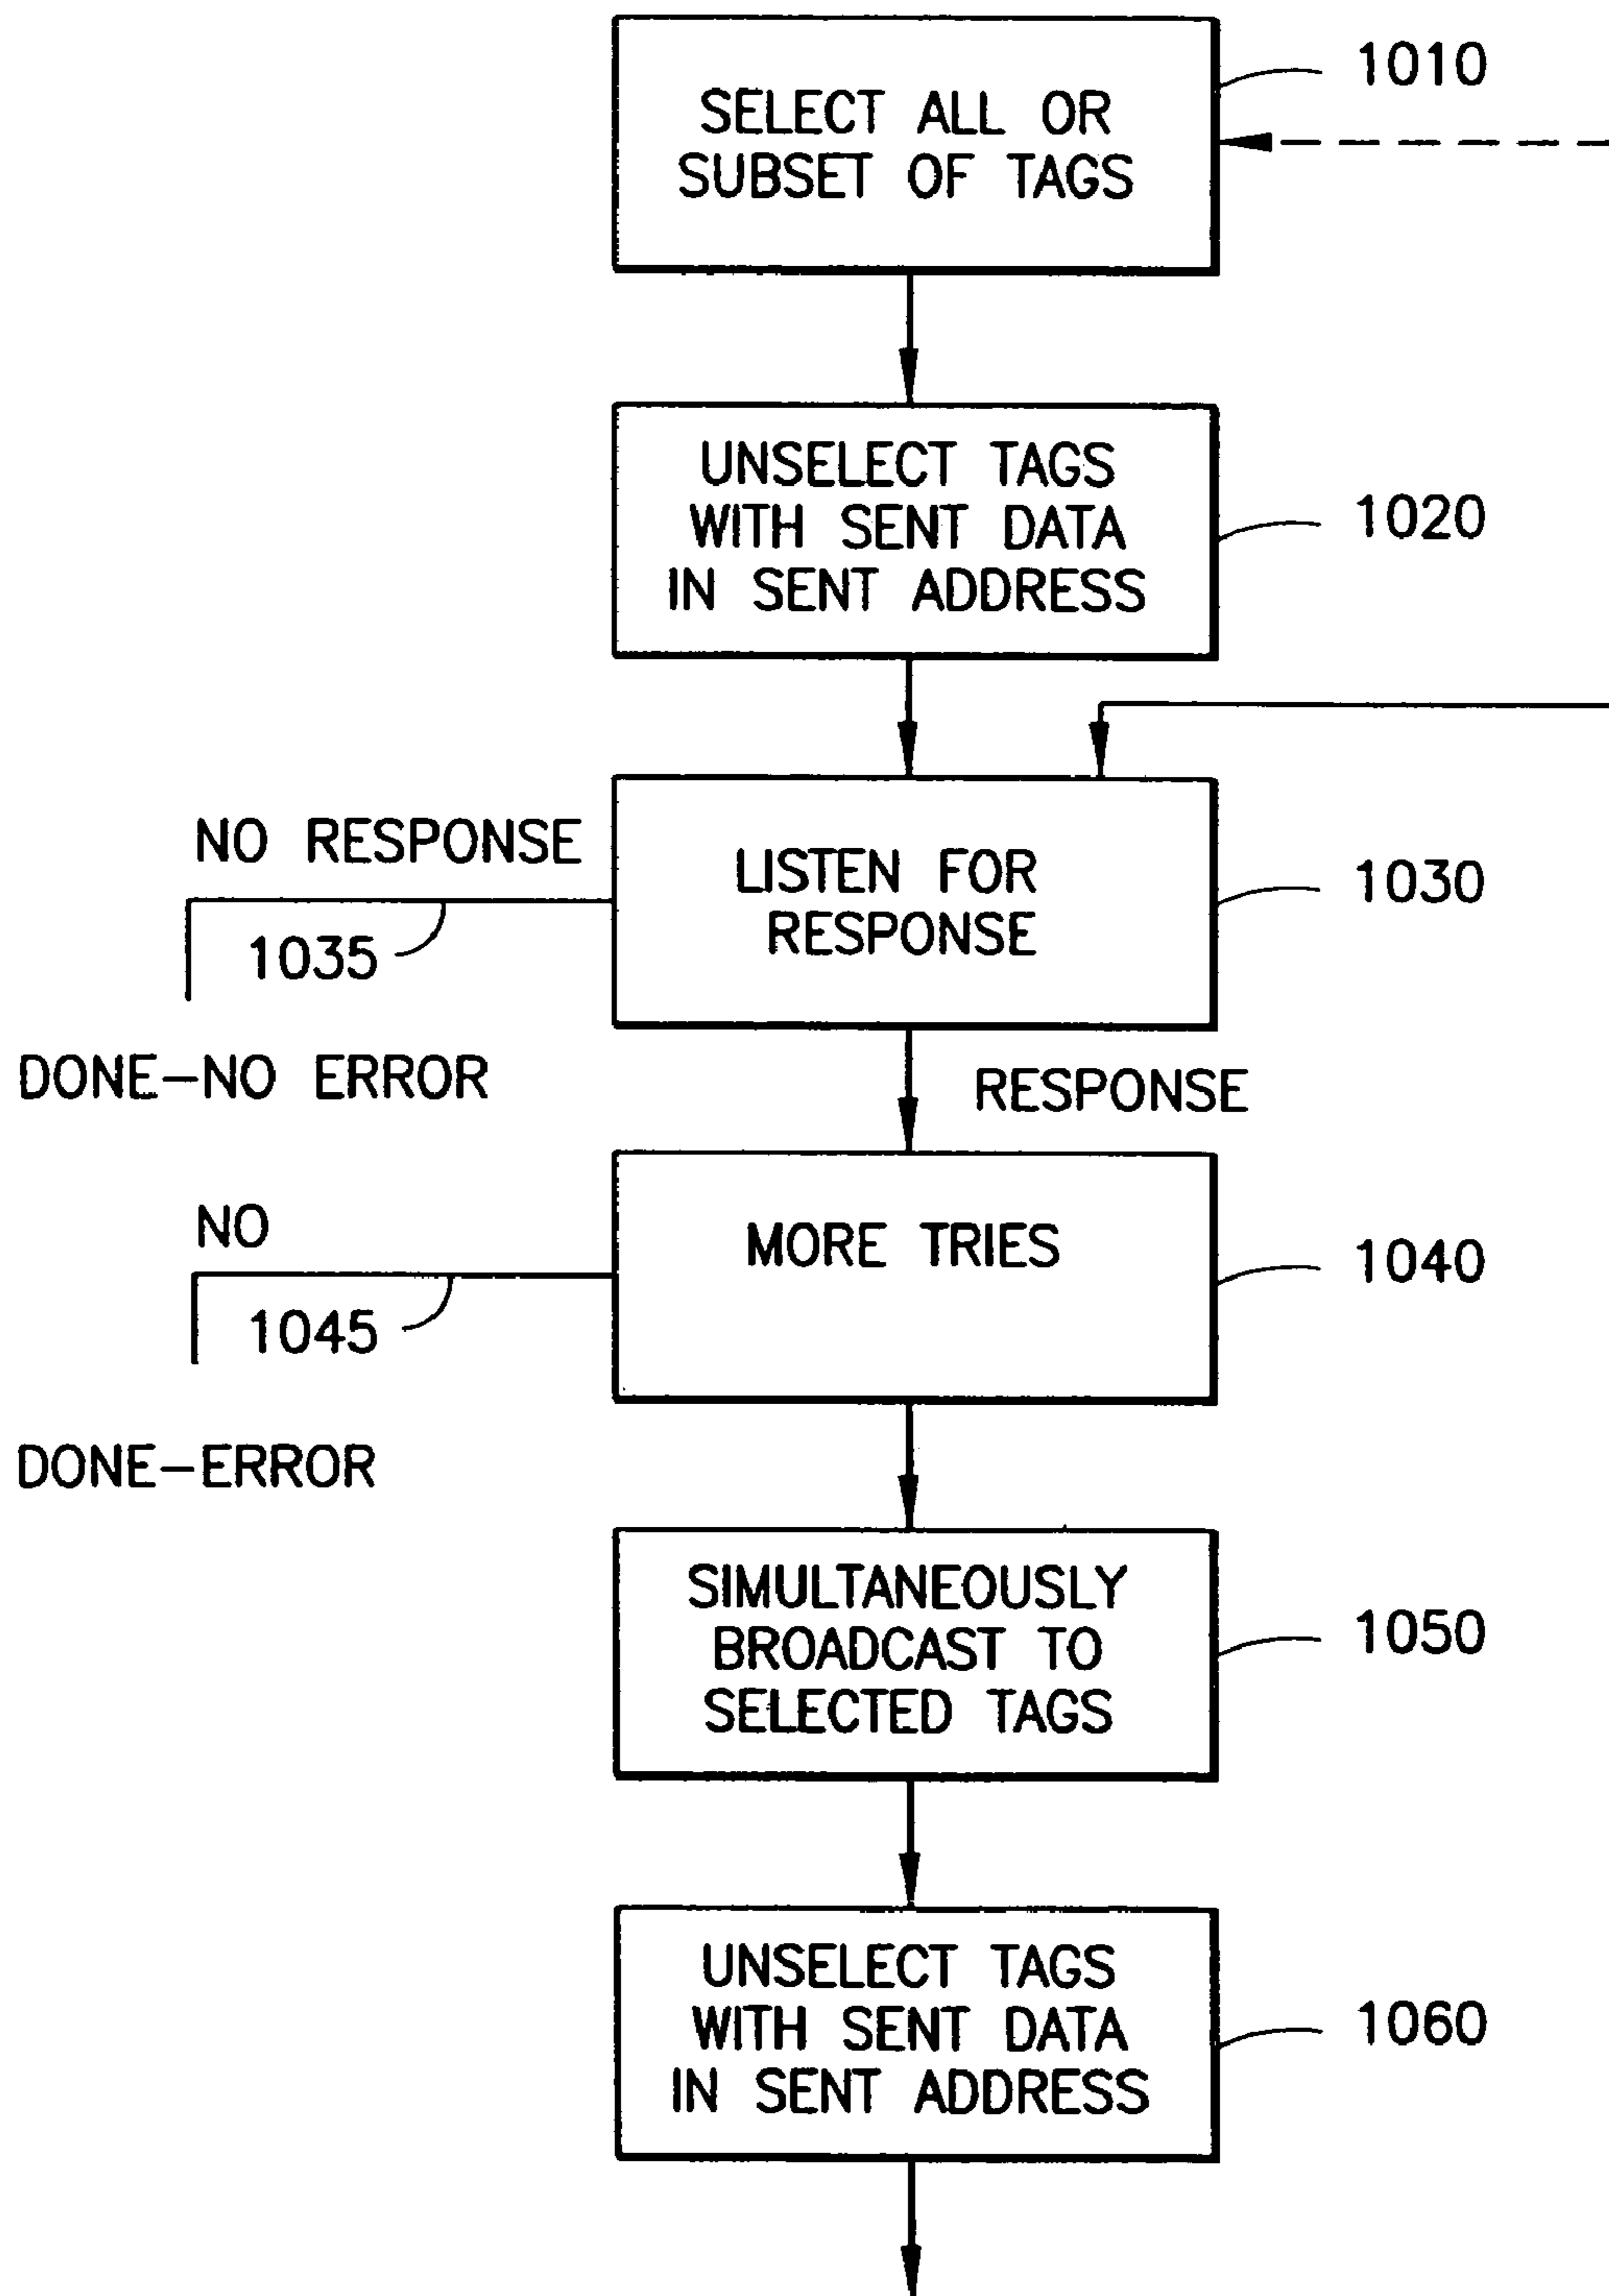 SELECT ALL OR
SUBSET OF TAGS
1010
UNSELECT TAGS
WITH SENT DATA
IN SENT ADDRESS
1020
NO RESPONSE
1035
LISTEN FOR
RESPONSE
1030
DONE-NO ERROR
RESPONSE
NO
1045
MORE TRIES
1040
DONE-ERROR
SIMULTANEOUSLY
BROADCAST TO
SELECTED TAGS
1050
UNSELECT TAGS
WITH SENT DATA
IN SENT ADDRESS
1060